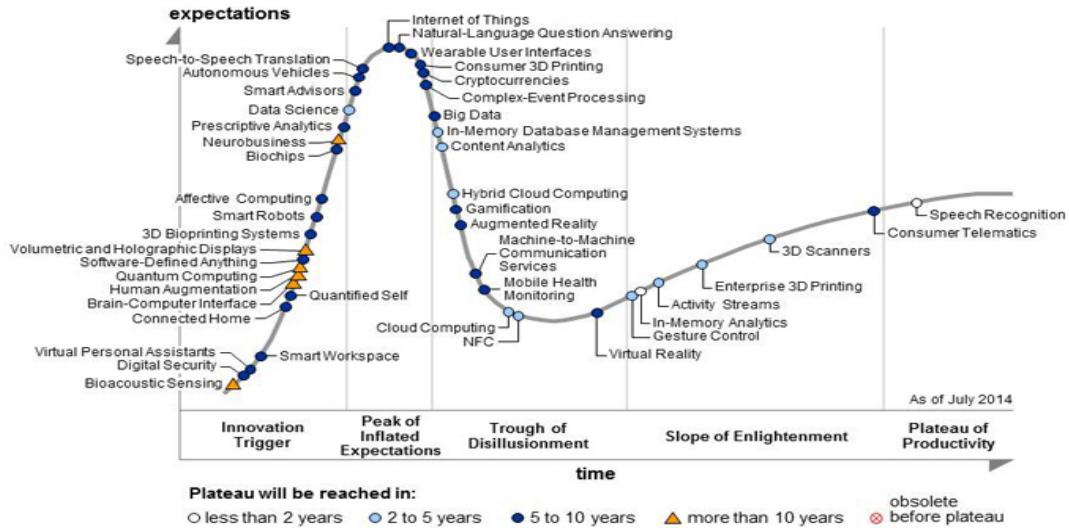 expectations
Internet of Things
Natural-Language Question Answering
Wearable User Interfaces
Speech-to-Speech Translation
Consumer 3D Printing
Autonomous Vehicles
Cryptocurrencies
Smart Advisors
Complex-Event Processing
Data Science
Big Data
Prescriptive Analytics
In-Memory Database Management Systems
Neurobusiness
Content Analytics
Biochips
Hybrid Cloud Computing
Affective Computing
Gamification
Speech Recognition
Smart Robots
Augmented Reality
Consumer Telematics
3D Bioprinting Systems
Machine-to-Machine
Communication
Services
Volumetric and Holographic Displays
3D Scanners
Software-Defined Anything
Quantum Computing
Mobile Health
Monitoring
Enterprise 3D Printing
Human Augmentation
Brain-Computer Interface
Quantified Self
Activity Streams
Connected Home
Cloud Computing
In-Memory Analytics
NFC
Gesture Control
Virtual Personal Assistants
Smart Workspace
Virtual Reality
Digital Security
Bioacoustic Sensing
As of July 2014
Innovation
Trigger
Peak of
Inflated
Expectations
Trough of
Disillusionment
Slope of Enlightenment
Plateau of
Productivity
time
Plateau will be reached in:
less than 2 years
2 to 5 years
5 to 10 years
more than 10 years
obsolete
before plateau